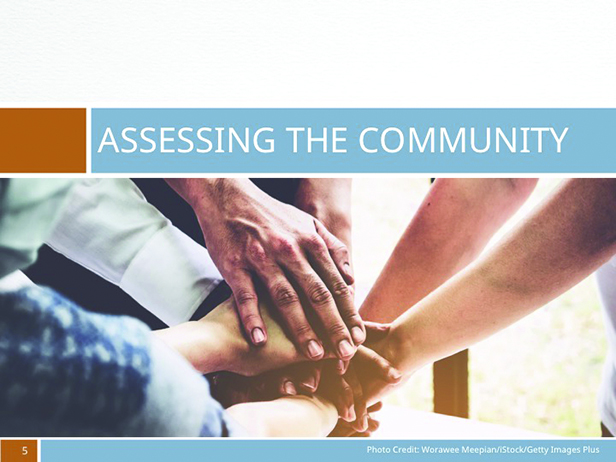 ASSESSING THE COMMUNITY
5
Photo Credit: Worawee Meepian/iStock/Getty Images Plus